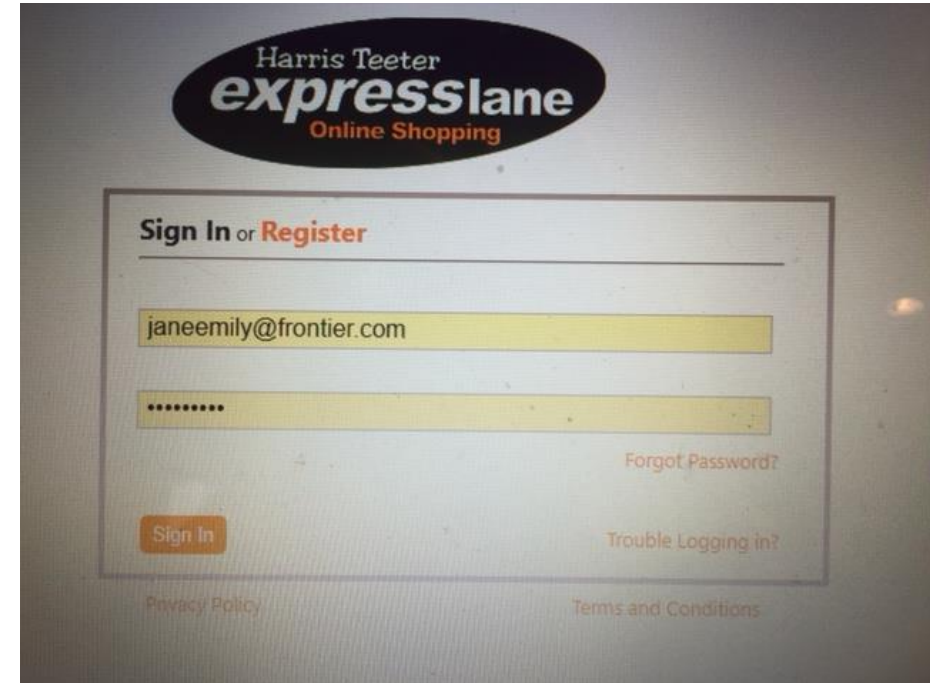 Harris Teeter
expresslane
Online Shopping
Sign In or Register
janeemily@frontier.com
•••••••••
Forgot Password?
Sign In
Trouble Logging in?
Privacy Policy
Terms and Conditions